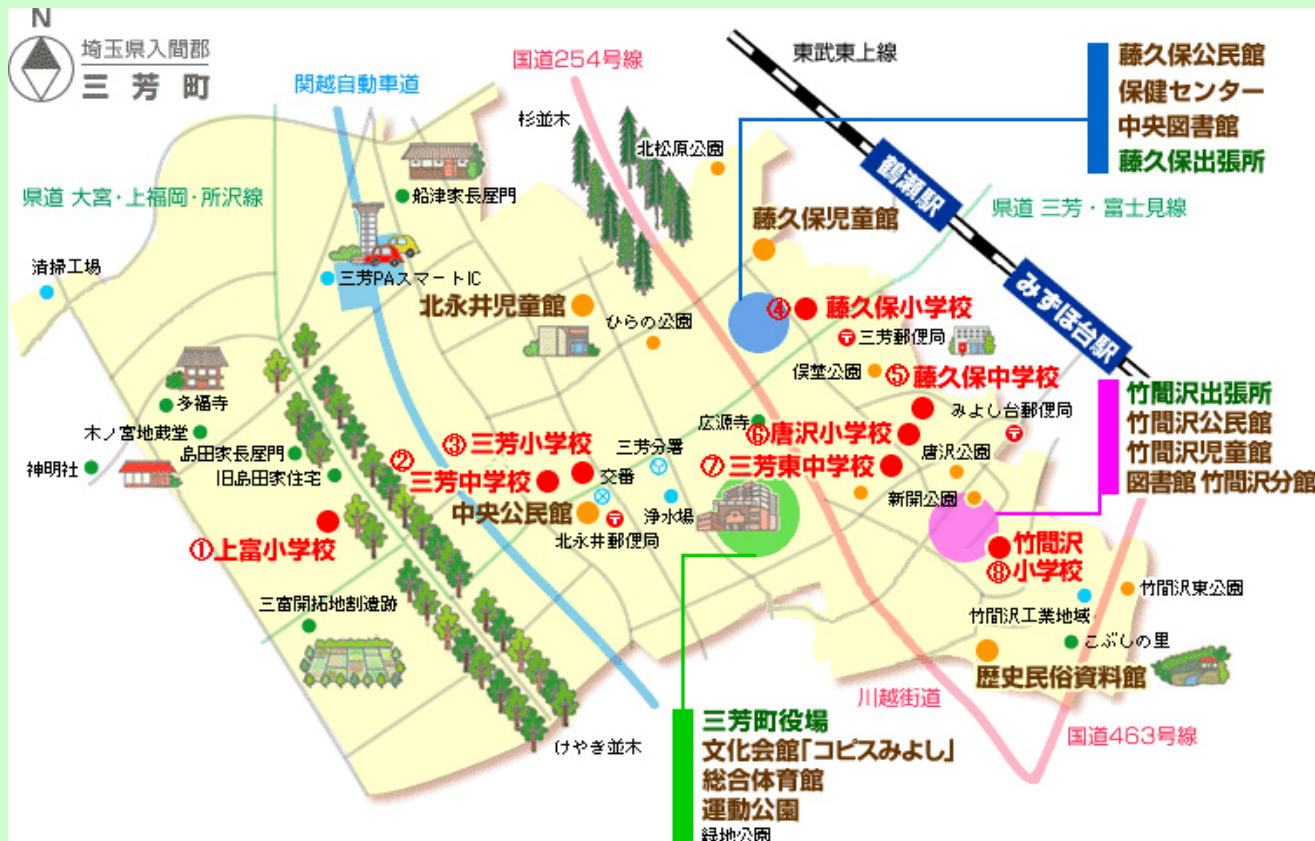 N
埼玉県入間郡
三芳町
関越自動車道
国道254号線
東武東上線
藤久保公民館
保健センター
中央図書館
藤久保出張所
杉並木
北松原公園
鶴瀬駅
県道 大宮・上福岡・所沢線
船津家長屋門
県道 三芳・富士見線
藤久保児童館
清掃工場
三芳PAスマートIC
みずほ台駅
北永井児童館
ひらの公園
④藤久保小学校
三芳郵便局
俣埜公園
⑤藤久保中学校
みよし台郵便局
竹間沢出張所
竹間沢公民館
竹間沢児童館
図書館 竹間沢分館
多福寺
木ノ宮地蔵堂
島田家長屋門
神明社
旧島田家住宅
③三芳小学校
②
三芳中学校
三芳分署
交番
広源寺
⑥唐沢小学校
唐沢公園
⑦三芳東中学校
新開公園
中央公民館
浄水場
北永井郵便局
①上富小学校
竹間沢
⑧小学校
竹間沢東公園
竹間沢工業地域
三富開拓地割遺跡
こぶしの里
歴史民俗資料館
川越街道
国道463号線
けやき並木
三芳町役場
文化会館「コピスみよし」
総合体育館
運動公園
緑地公園